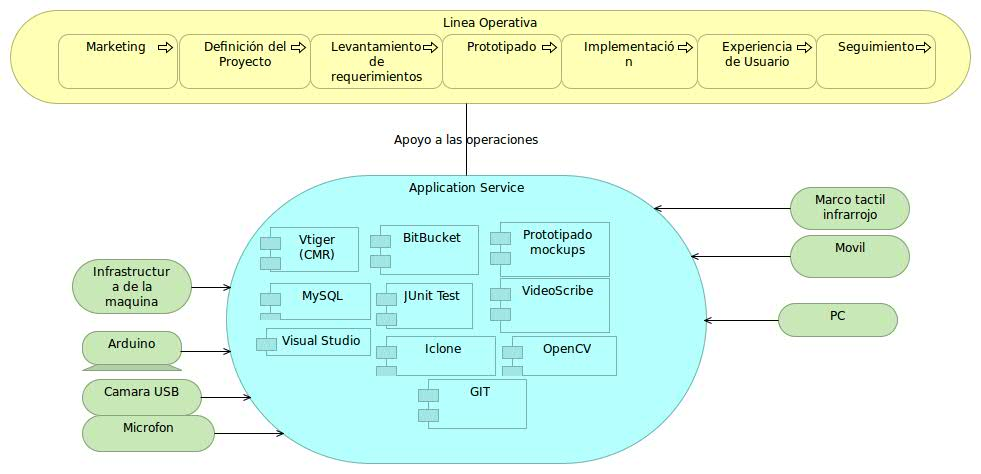 Linea Operativa
Marketing
Definición del
Proyecto
Levantamiento
de
requerimientos
Prototipado
Implementació
n
Experiencia
de Usuario
Seguimiento
Apoyo a las operaciones
Application Service
Vtiger
(CMR)
BitBucket
Prototipado
mockups
MySQL
JUnit Test
VideoScribe
Visual Studio
Iclone
OpenCV
GIT
Infrastructur
a de la
maquina
Arduino
Camara USB
Microfon
Marco tactil
infrarrojo
Movil
PC